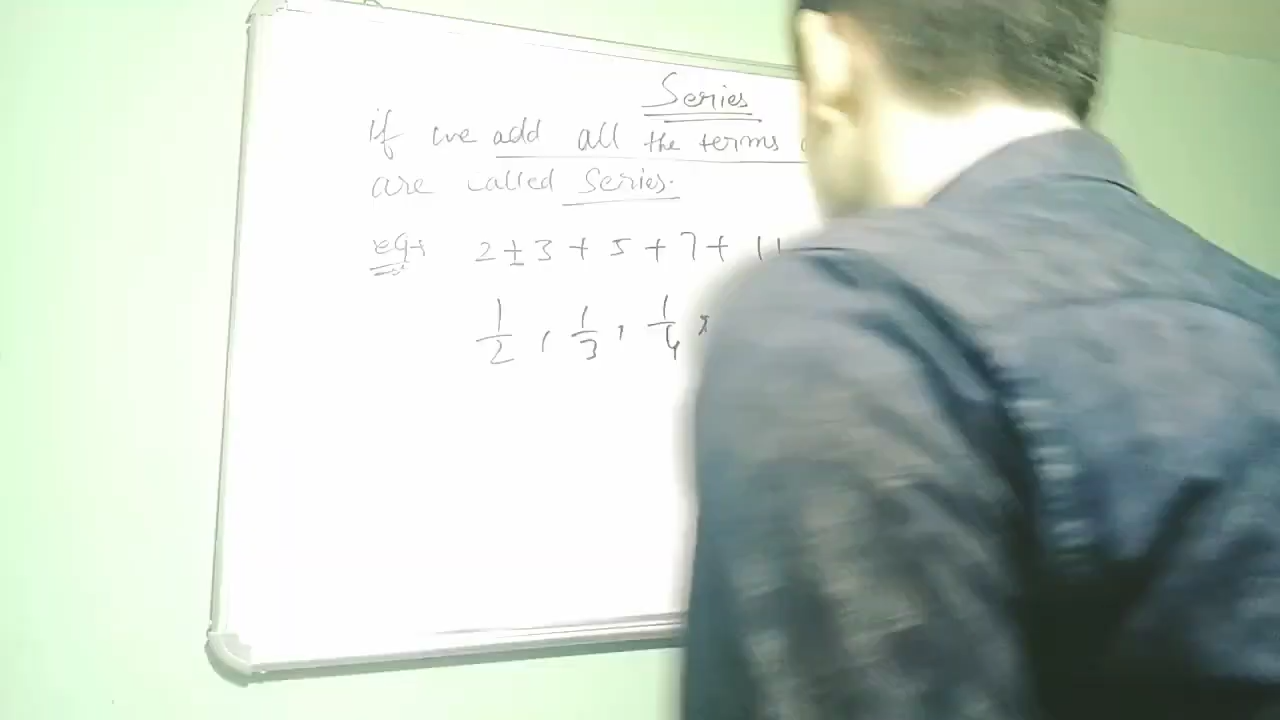 Series
if we add all the terms
are called Series.
eg→ 2 + 3 + 5 + 7 + 11
1/2 , 1/3 , 1/4 ,